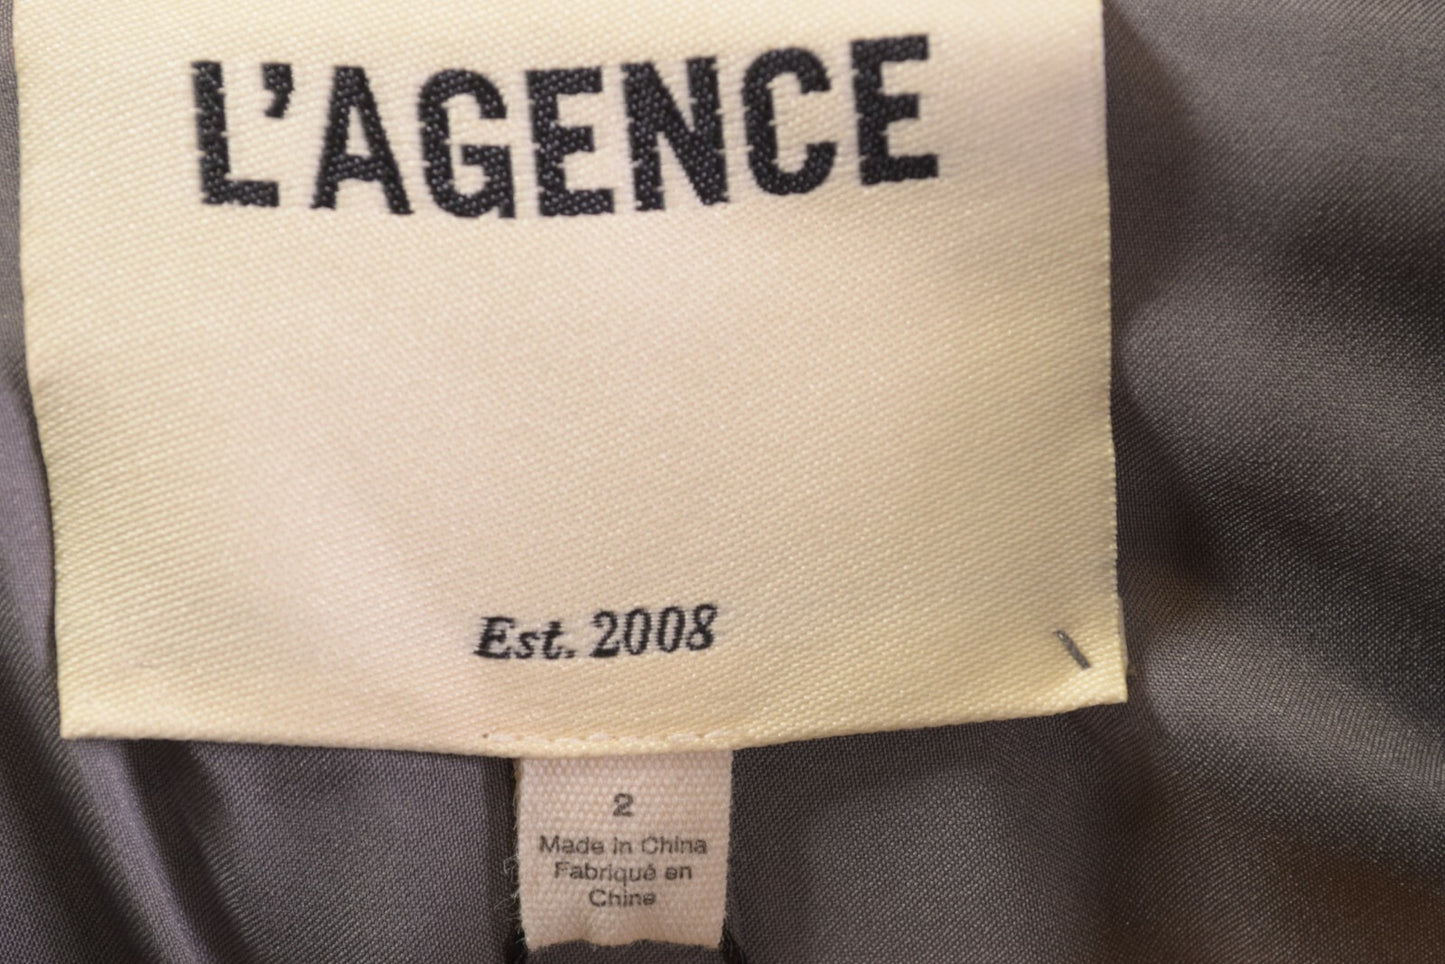 L'AGENCE
Est. 2008
2
Made in China
Fabriqué en
Chine